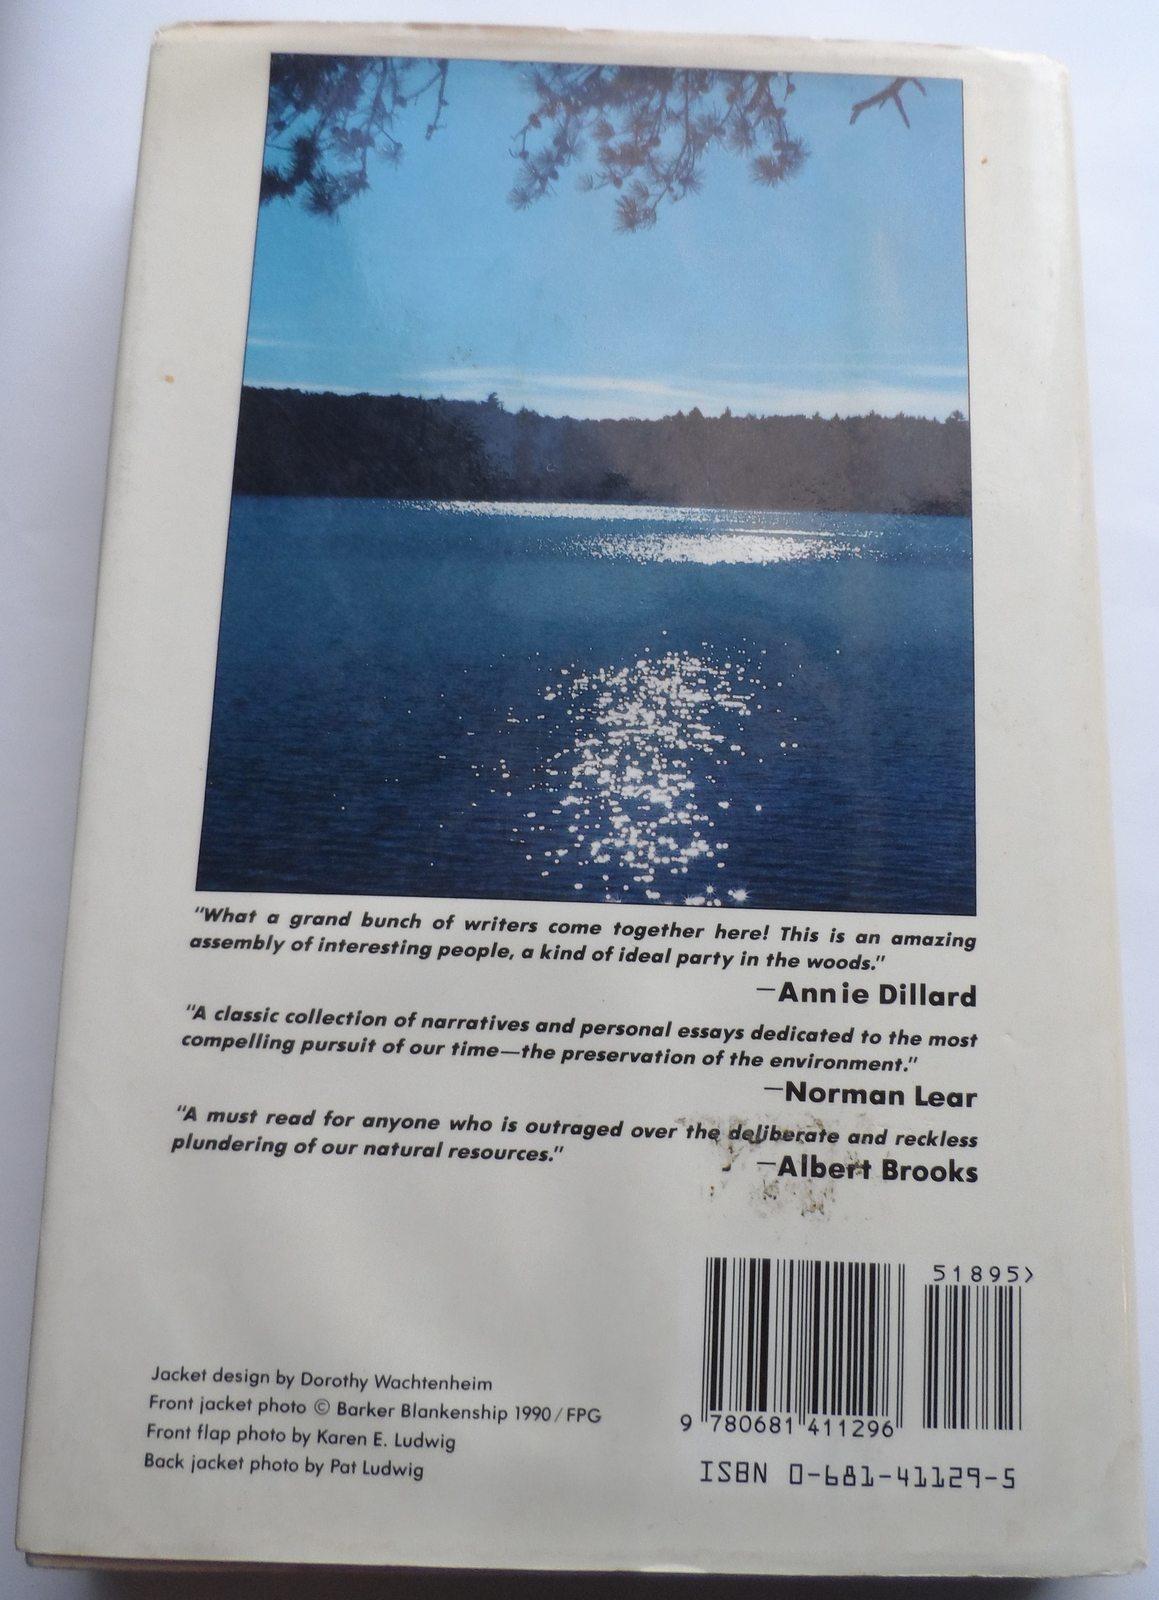 "What a grand bunch of writers come together here! This is an amazing
assembly of interesting people, a kind of ideal party in the woods."
—Annie Dillard
"A classic collection of narratives and personal essays dedicated to the most
compelling pursuit of our time—the preservation of the environment."
—Norman Lear
"A must read for anyone who is outraged over the deliberate and reckless
plundering of our natural resources."
—Albert Brooks
51895>
9 780681 411296
ISBN 0-681-41129-5
Jacket design by Dorothy Wachtenheim
Front jacket photo © Barker Blankenship 1990/FPG
Front flap photo by Karen E. Ludwig
Back jacket photo by Pat Ludwig